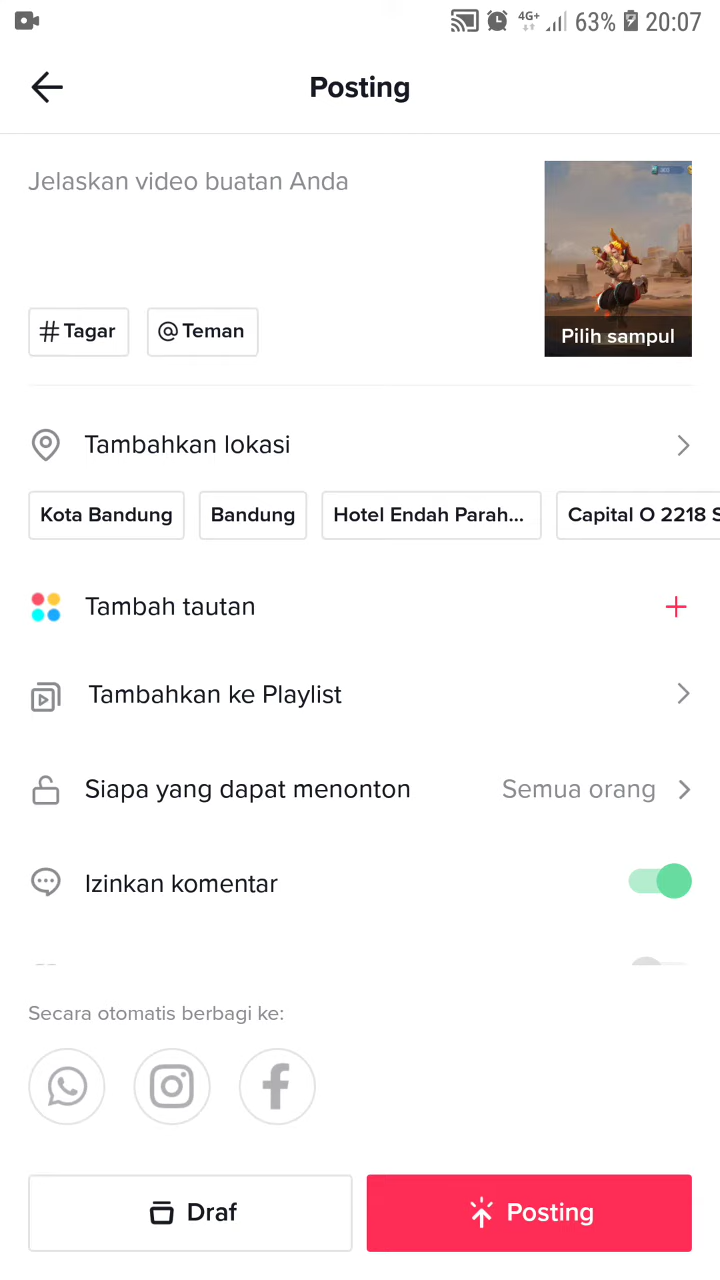 4G+ 63% 20:07
Posting
Jelaskan video buatan Anda
# Tagar
@ Teman
Pilih sampul
Tambahkan lokasi
Kota Bandung
Bandung
Hotel Endah Parah...
Capital O 2218 S
Tambah tautan
Tambahkan ke Playlist
Siapa yang dapat menonton
Semua orang
Izinkan komentar
Secara otomatis berbagi ke:
Draf
Posting